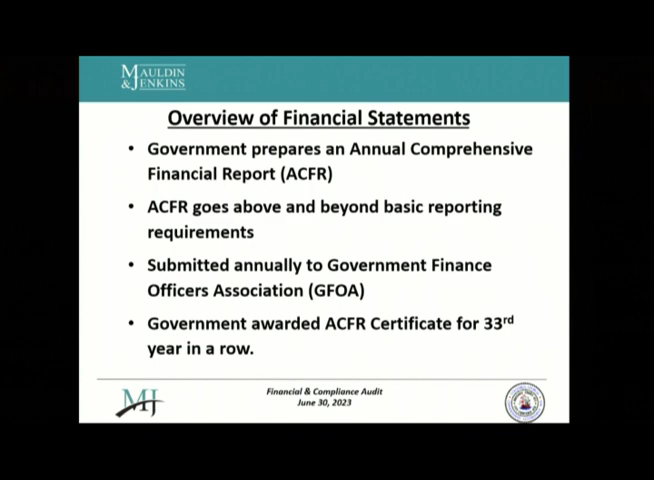 MAULDIN
& JENKINS
Overview of Financial Statements
• Government prepares an Annual Comprehensive
Financial Report (ACFR)
• ACFR goes above and beyond basic reporting
requirements
• Submitted annually to Government Finance
Officers Association (GFOA)
• Government awarded ACFR Certificate for 33rd
year in a row.
MJ
Financial & Compliance Audit
June 30, 2023